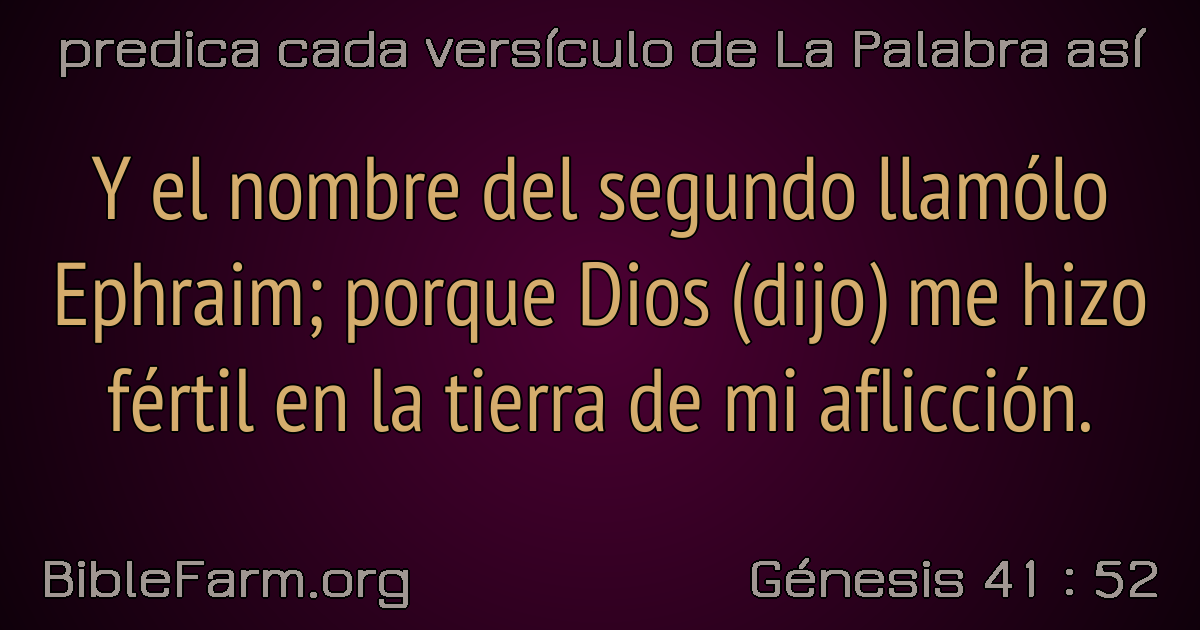 predica cada versículo de La Palabra así
Y el nombre del segundo llamólo
Ephraim; porque Dios (dijo) me hizo
fértil en la tierra de mi aflicción.
BibleFarm.org
Génesis 41 : 52